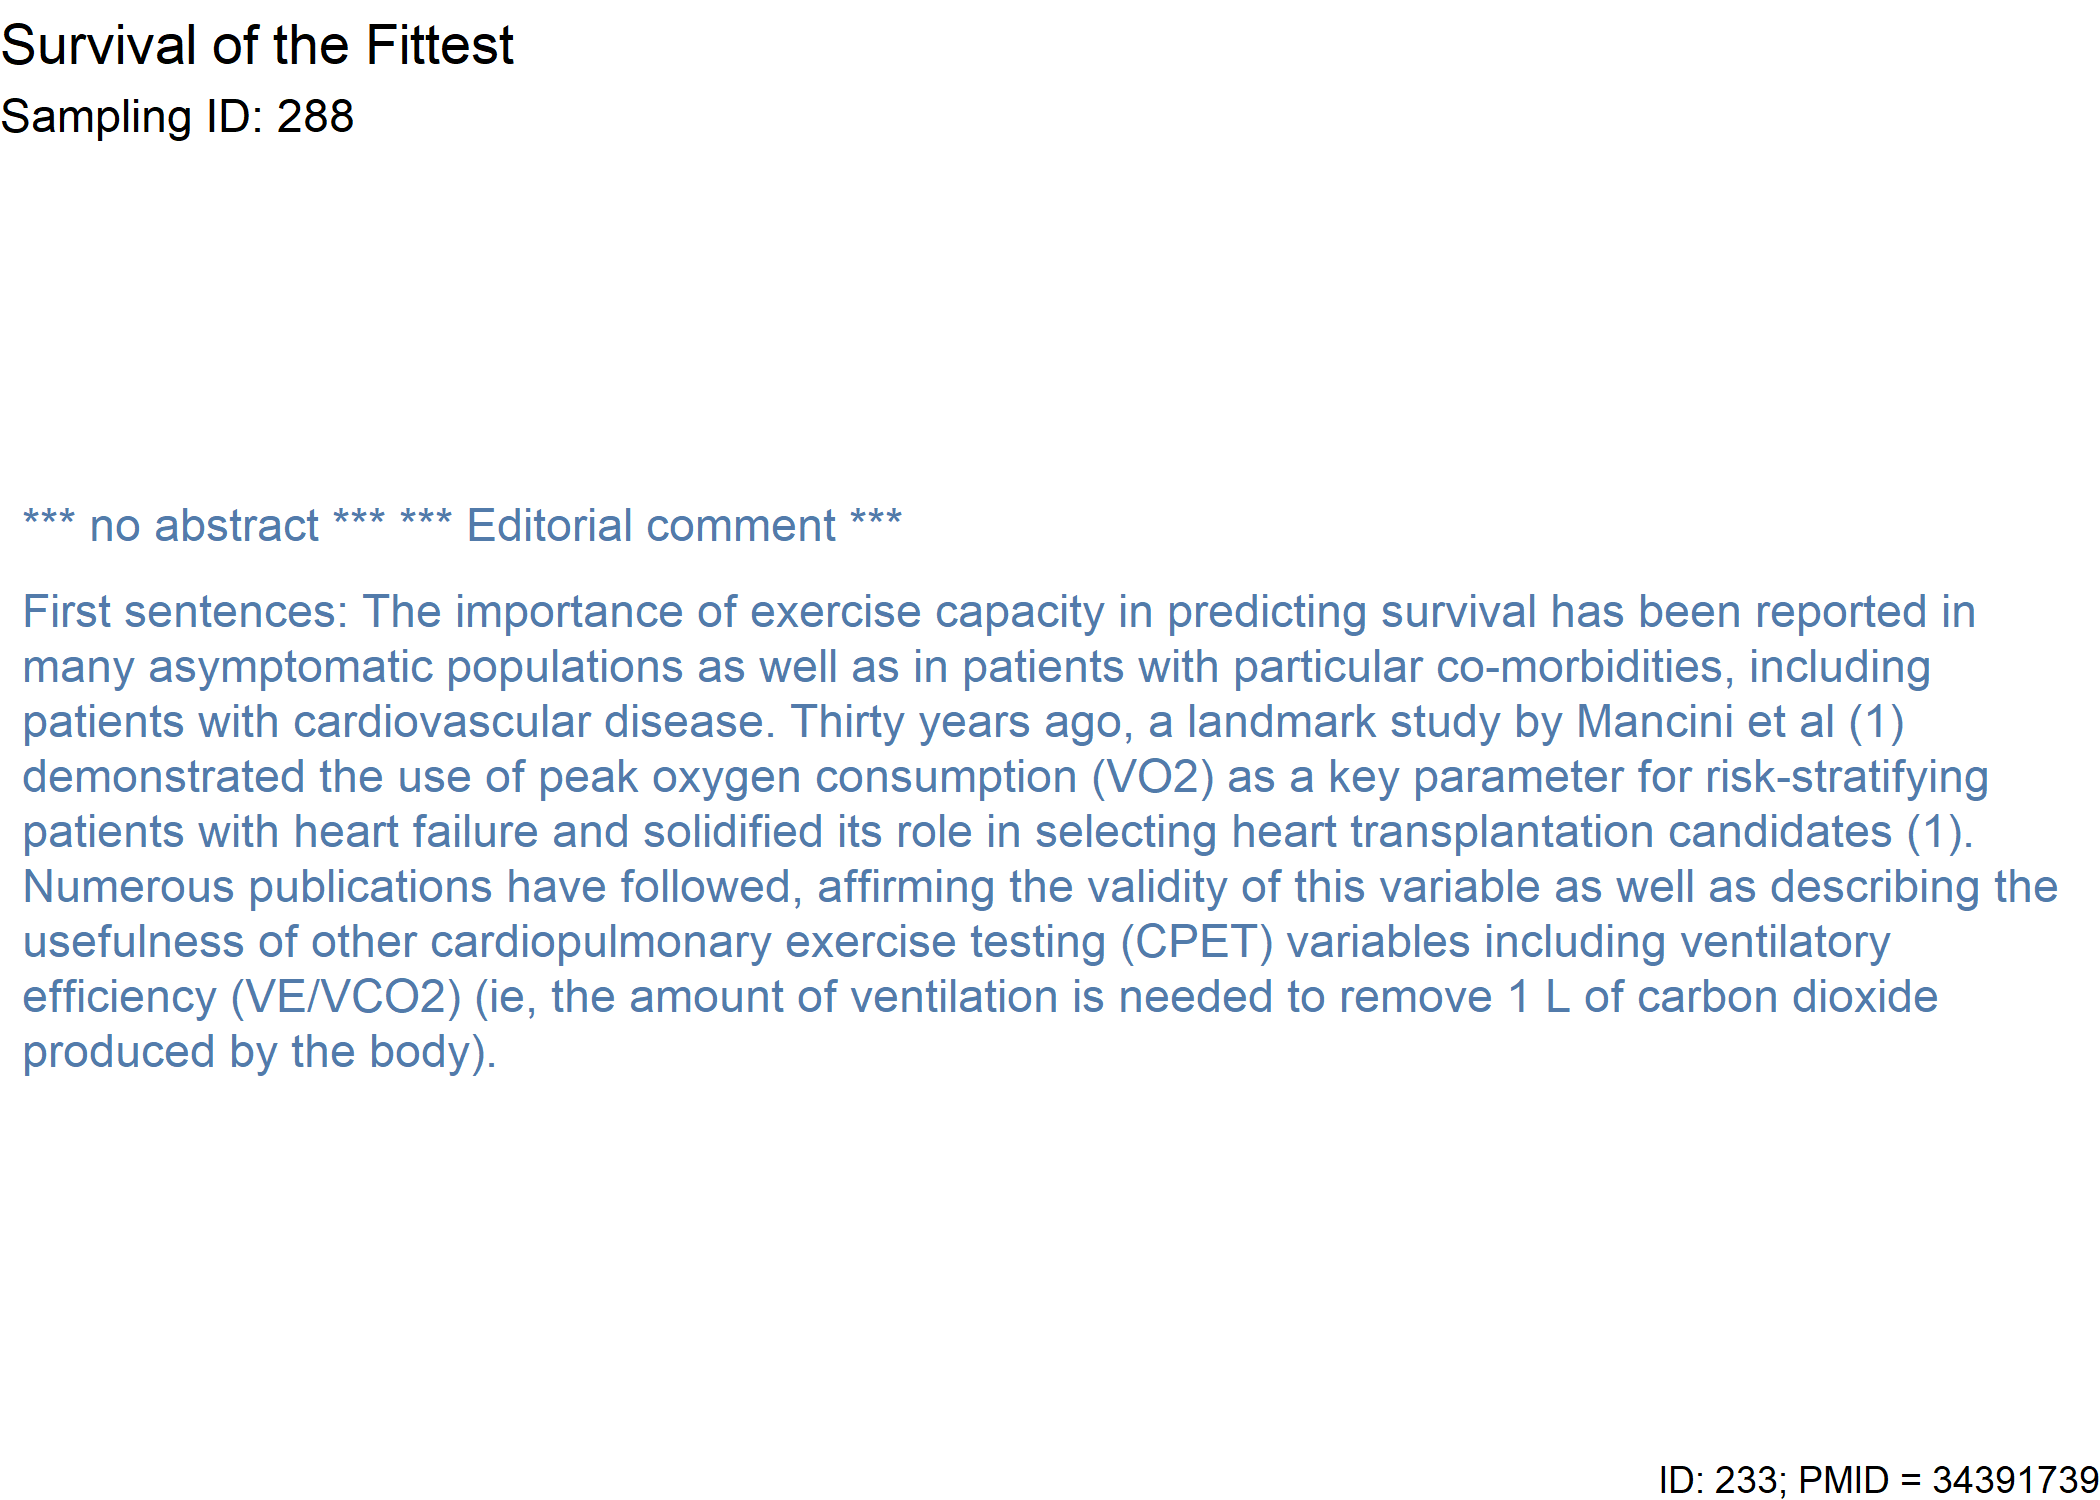 Survival of the Fittest
Sampling ID: 288
*** no abstract *** *** Editorial comment ***
First sentences: The importance of exercise capacity in predicting survival has been reported in
many asymptomatic populations as well as in patients with particular co-morbidities, including
patients with cardiovascular disease. Thirty years ago, a landmark study by Mancini et al (1)
demonstrated the use of peak oxygen consumption (VO2) as a key parameter for risk-stratifying
patients with heart failure and solidified its role in selecting heart transplantation candidates (1).
Numerous publications have followed, affirming the validity of this variable as well as describing the
usefulness of other cardiopulmonary exercise testing (CPET) variables including ventilatory
efficiency (VE/VCO2) (ie, the amount of ventilation is needed to remove 1 L of carbon dioxide
produced by the body).
ID: 233; PMID = 34391739